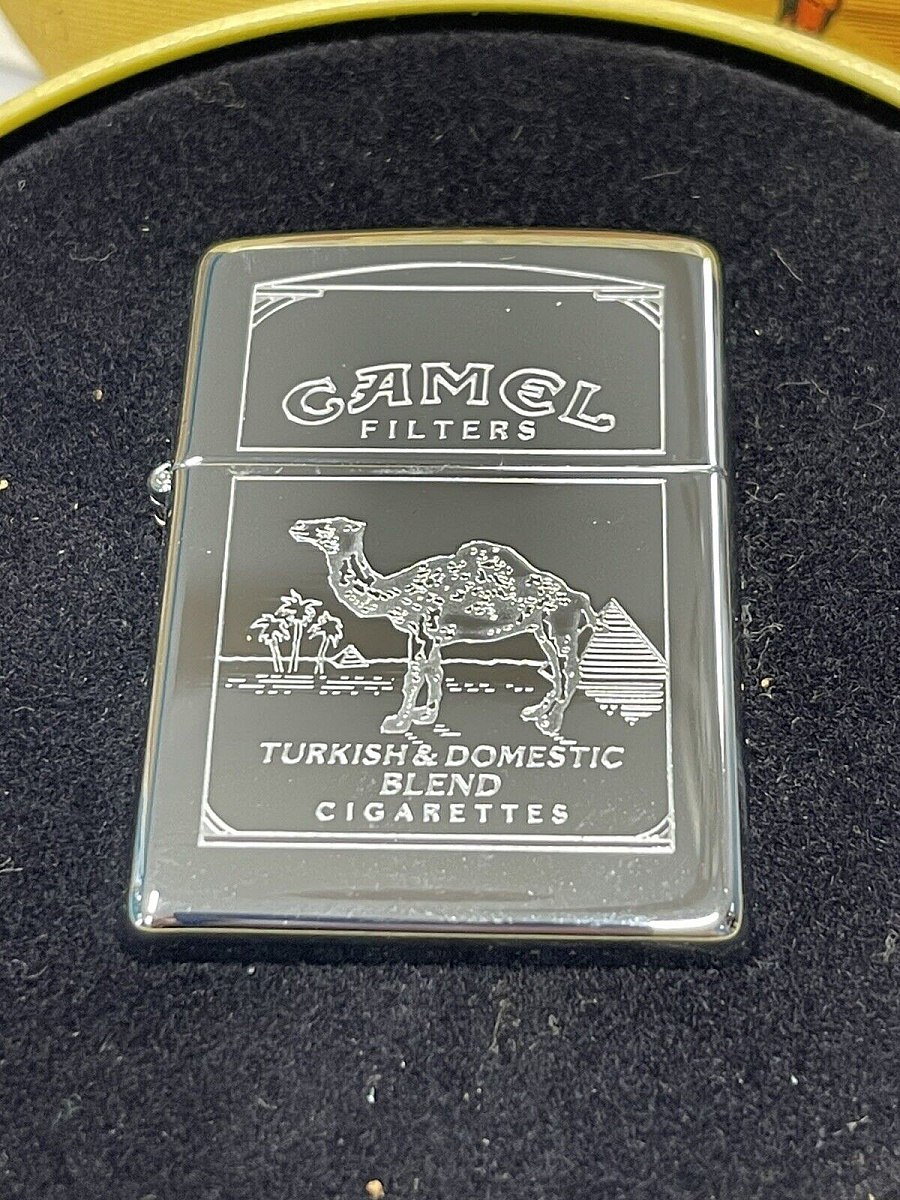 CAMEL
FILTERS
TURKISH & DOMESTIC
BLEND
CIGARETTES